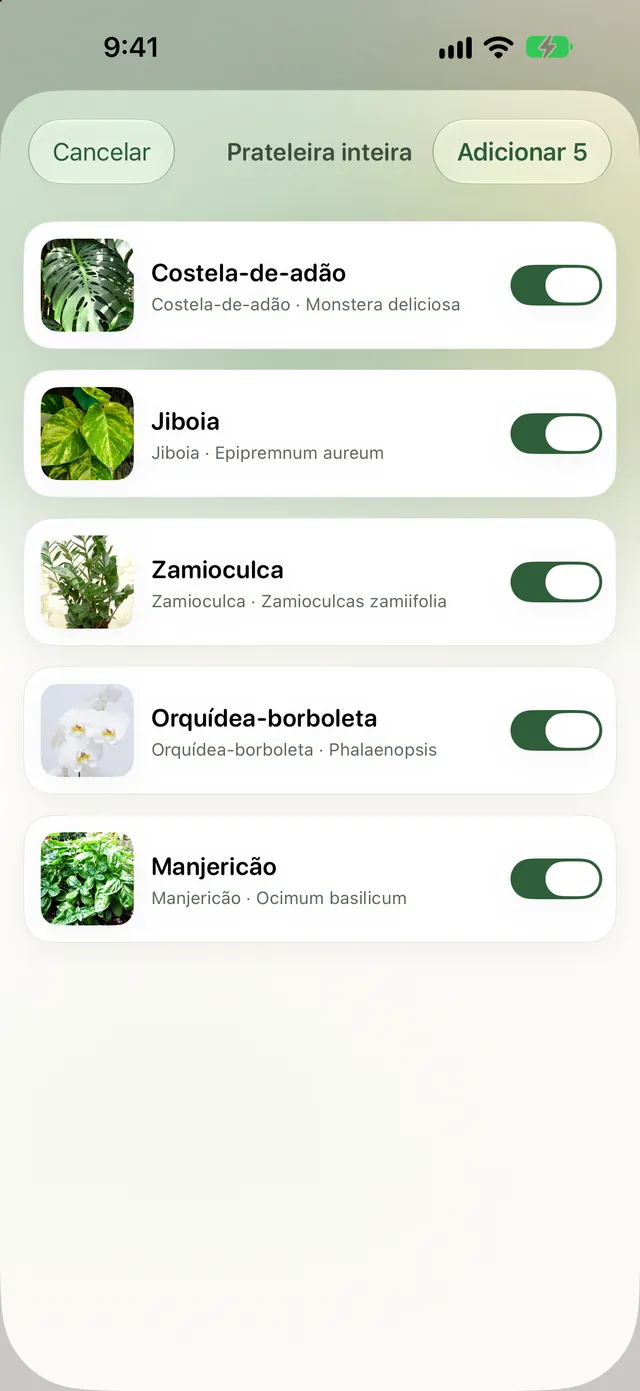 9:41
Cancelar
Prateleira inteira
Adicionar 5
Costela-de-adão
Costela-de-adão · Monstera deliciosa
Jiboia
Jiboia · Epipremnum aureum
Zamioculca
Zamioculca · Zamioculcas zamiifolia
Orquídea-borboleta
Orquídea-borboleta · Phalaenopsis
Manjericão
Manjericão · Ocimum basilicum